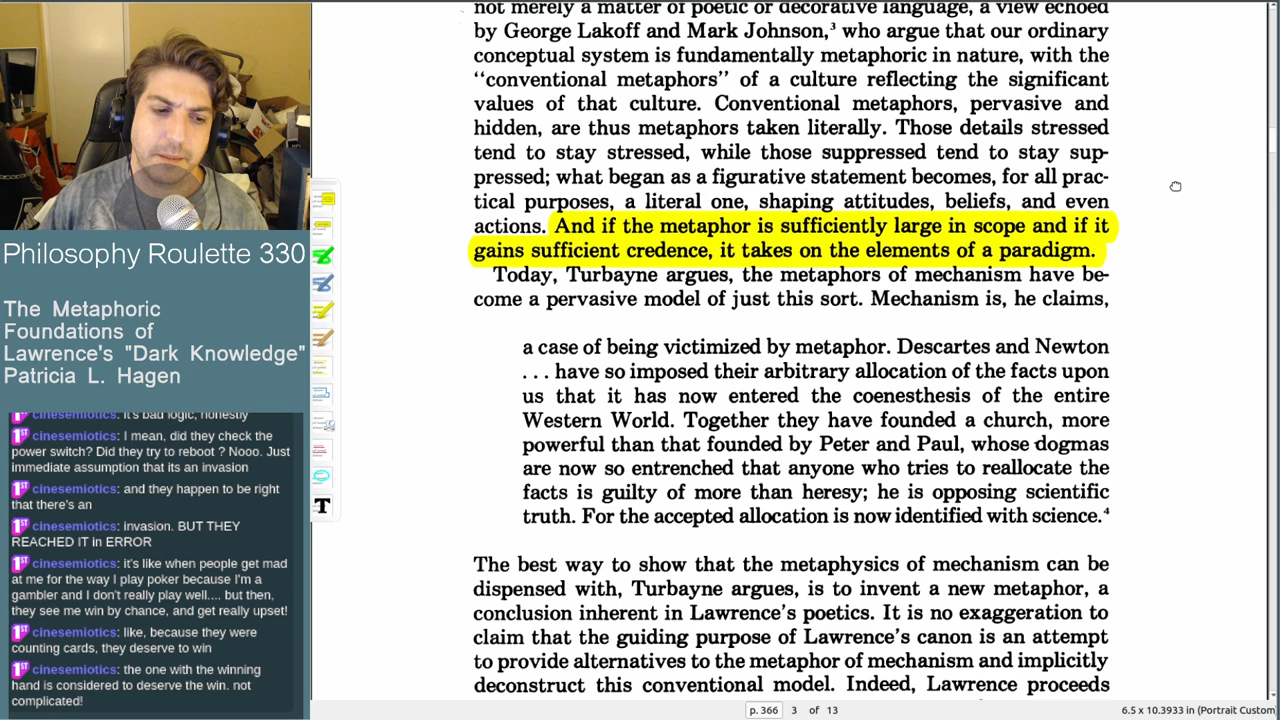 not merely a matter of poetic or decorative language, a view echoed
by George Lakoff and Mark Johnson,³ who argue that our ordinary
conceptual system is fundamentally metaphoric in nature, with the
"conventional metaphors" of a culture reflecting the significant
values of that culture. Conventional metaphors, pervasive and
hidden, are thus metaphors taken literally. Those details stressed
tend to stay stressed, while those suppressed tend to stay sup-
pressed; what began as a figurative statement becomes, for all prac-
tical purposes, a literal one, shaping attitudes, beliefs, and even
actions. And if the metaphor is sufficiently large in scope and if it
gains sufficient credence, it takes on the elements of a paradigm.
Today, Turbayne argues, the metaphors of mechanism have be-
come a pervasive model of just this sort. Mechanism is, he claims,
a case of being victimized by metaphor. Descartes and Newton
... have so imposed their arbitrary allocation of the facts upon
us that it has now entered the coenesthesis of the entire
Western World. Together they have founded a church, more
powerful than that founded by Peter and Paul, whose dogmas
are now so entrenched that anyone who tries to reallocate the
facts is guilty of more than heresy; he is opposing scientific
truth. For the accepted allocation is now identified with science.⁴
The best way to show that the metaphysics of mechanism can be
dispensed with, Turbayne argues, is to invent a new metaphor, a
conclusion inherent in Lawrence's poetics. It is no exaggeration to
claim that the guiding purpose of Lawrence's canon is an attempt
to provide alternatives to the metaphor of mechanism and implicitly
deconstruct this conventional model. Indeed, Lawrence proceeds
Philosophy Roulette 330
The Metaphoric
Foundations of
Lawrence's "Dark Knowledge"
Patricia L. Hagen
cinesemiotics: it's bad logic, honestly
cinesemiotics: I mean, did they check the
power switch? Did they try to reboot ? Nooo. Just
immediate assumption that its an invasion
cinesemiotics: and they happen to be right
that there's an
cinesemiotics: invasion. BUT THEY
REACHED IT in ERROR
cinesemiotics: it's like when people get mad
at me for the way I play poker because I'm a
gambler and I don't really play well.... but then,
they see me win by chance, and get really upset!
cinesemiotics: like, because they were
counting cards, they deserve to win
cinesemiotics: the one with the winning
hand is considered to deserve the win. not
complicated!
T
p. 366 3 of 13
6.5 x 10.3933 in (Portrait Custom